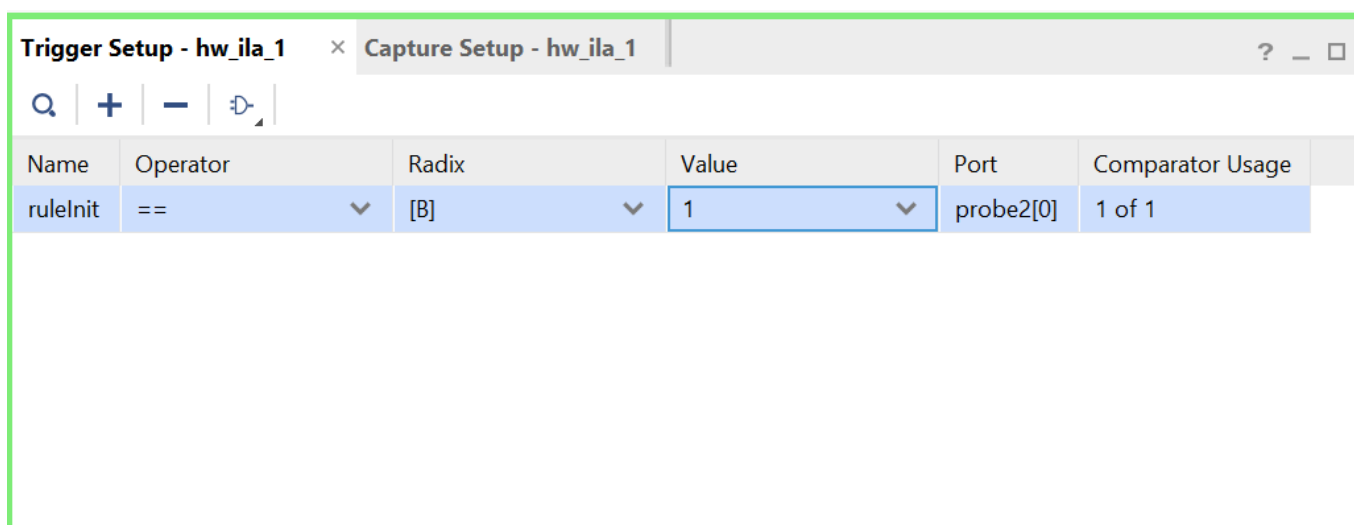 Trigger Setup - hw_ila_1 × Capture Setup - hw_ila_1 ?
Name Operator Radix Value Port Comparator Usage
ruleInit == [B] 1 probe2[0] 1 of 1